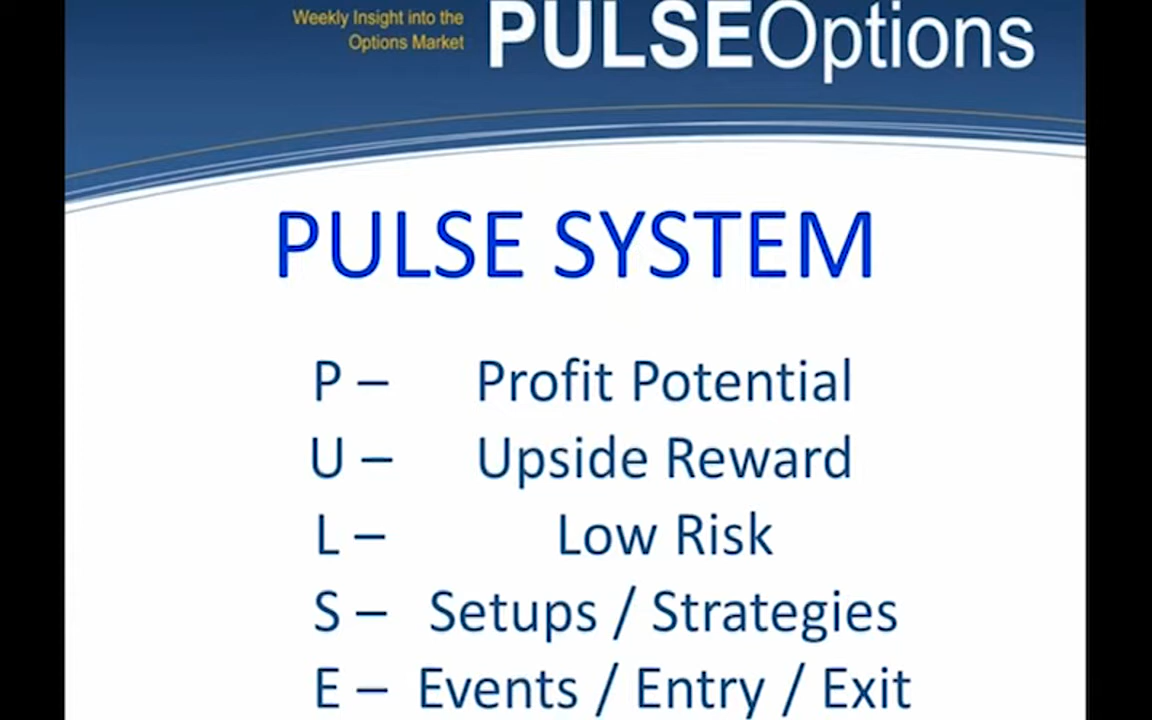 Weekly Insight into the
Options Market
PULSEOptions
PULSE SYSTEM
P – Profit Potential
U – Upside Reward
L – Low Risk
S – Setups / Strategies
E – Events / Entry / Exit